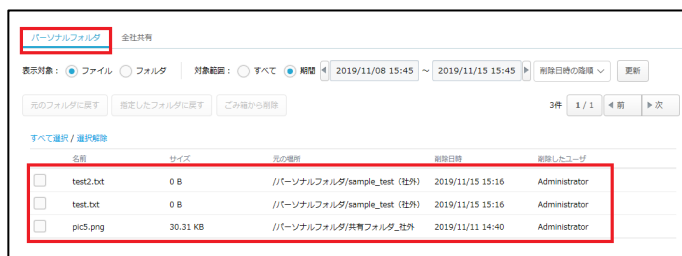 パーソナルフォルダ 全社共有
表示対象： ファイル フォルダ 対象範囲： すべて 期間 2019/11/08 15:45 ～ 2019/11/15 15:45 削除日時の降順 更新
元のフォルダに戻す 指定したフォルダに戻す ごみ箱から削除 3件 1 / 1 前 次
すべて選択 / 選択解除
名前 サイズ 元の場所 削除日時 削除したユーザ
test2.txt 0 B //パーソナルフォルダ/sample_test（社外） 2019/11/15 15:16 Administrator
test.txt 0 B //パーソナルフォルダ/sample_test（社外） 2019/11/15 15:16 Administrator
pic5.png 30.31 KB //パーソナルフォルダ/共有フォルダ_社外 2019/11/11 14:40 Administrator